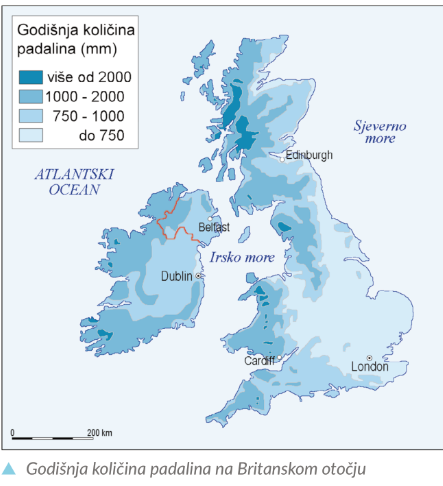 Godišnja količina
padalina (mm)
više od 2000
1000 - 2000
750 - 1000
do 750
Sjeverno
more
Edinburgh
ATLANTSKI
OCEAN
Belfast
Irsko more
Dublin
Cardiff
London
0
200 km
Godišnja količina padalina na Britanskom otočju